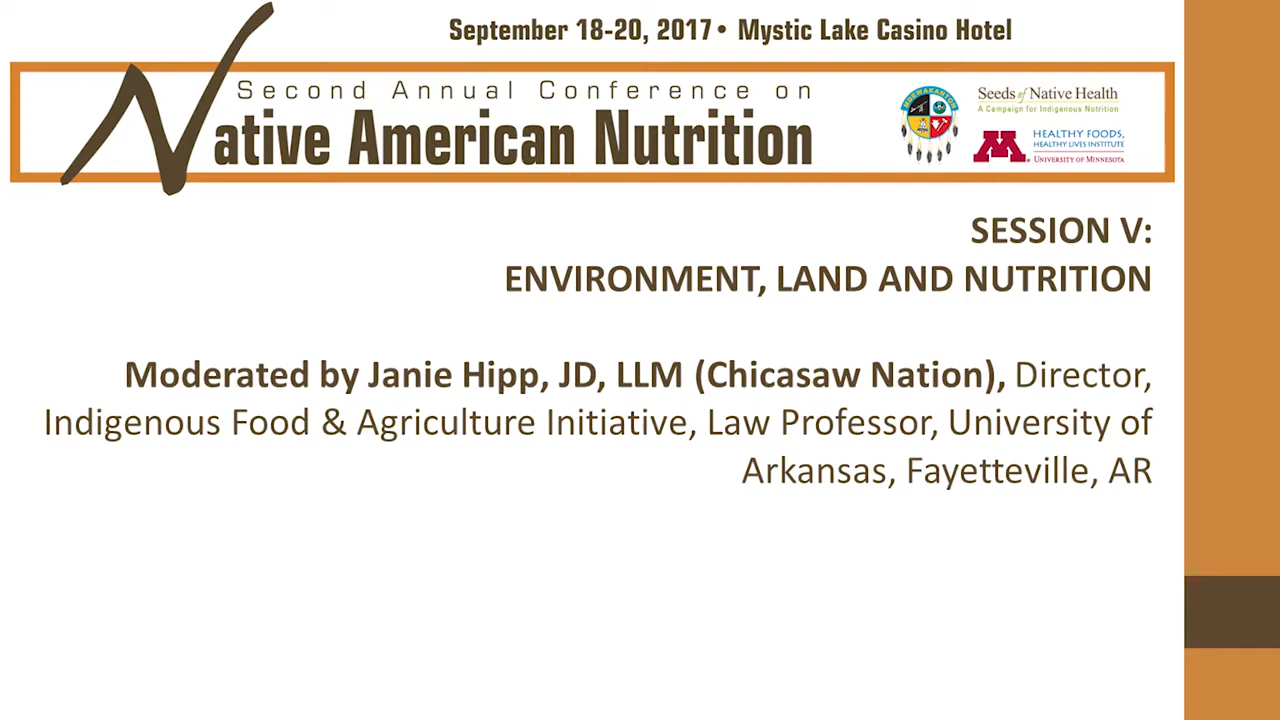 September 18-20, 2017• Mystic Lake Casino Hotel
Second Annual Conference on
Native American Nutrition
Seeds of Native Health
A Campaign for Indigenous Nutrition
M
HEALTHY FOODS,
HEALTHY LIVES INSTITUTE
UNIVERSITY OF MINNESOTA
SESSION V:
ENVIRONMENT, LAND AND NUTRITION
Moderated by Janie Hipp, JD, LLM (Chicasaw Nation), Director,
Indigenous Food & Agriculture Initiative, Law Professor, University of
Arkansas, Fayetteville, AR